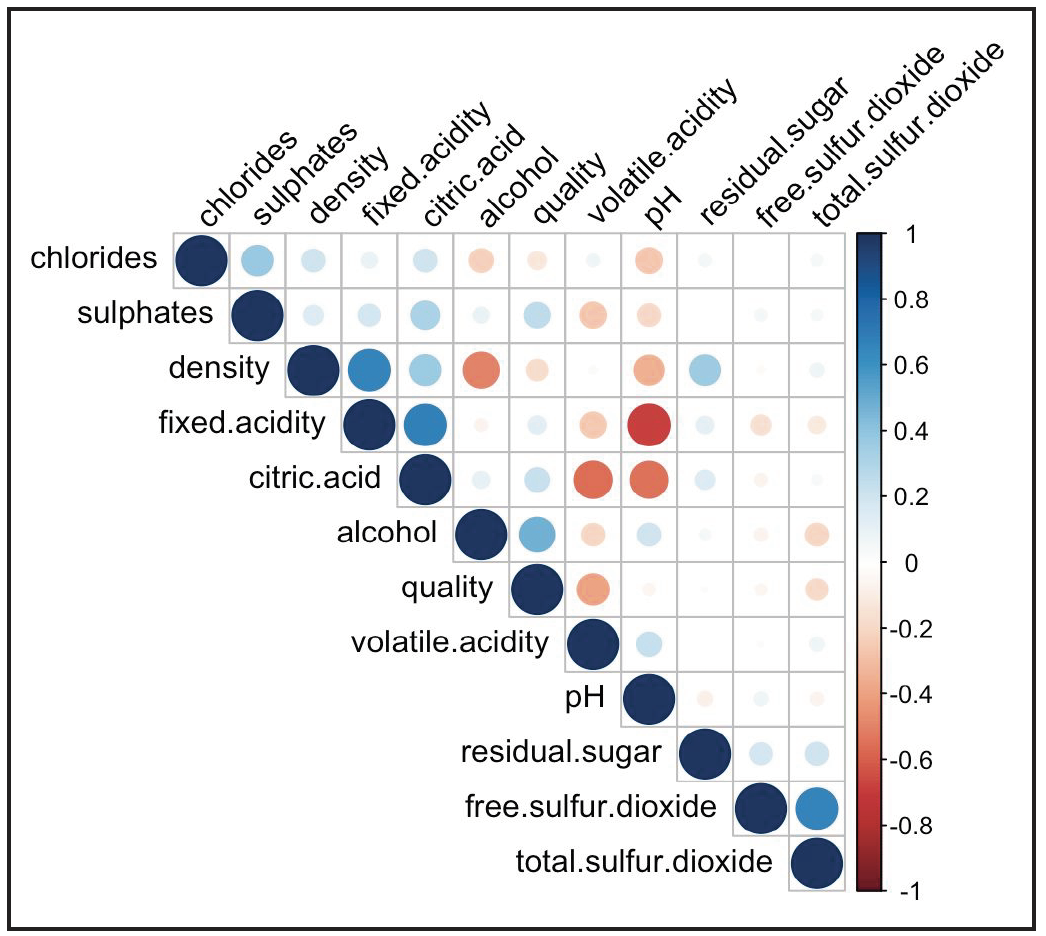 chlorides
sulphates
density
fixed.acidity
citric.acid
alcohol
quality
volatile.acidity
pH
residual.sugar
free.sulfur.dioxide
total.sulfur.dioxide
chlorides
sulphates
density
fixed.acidity
citric.acid
alcohol
quality
volatile.acidity
pH
residual.sugar
free.sulfur.dioxide
total.sulfur.dioxide
1
0.8
0.6
0.4
0.2
0
-0.2
-0.4
-0.6
-0.8
-1